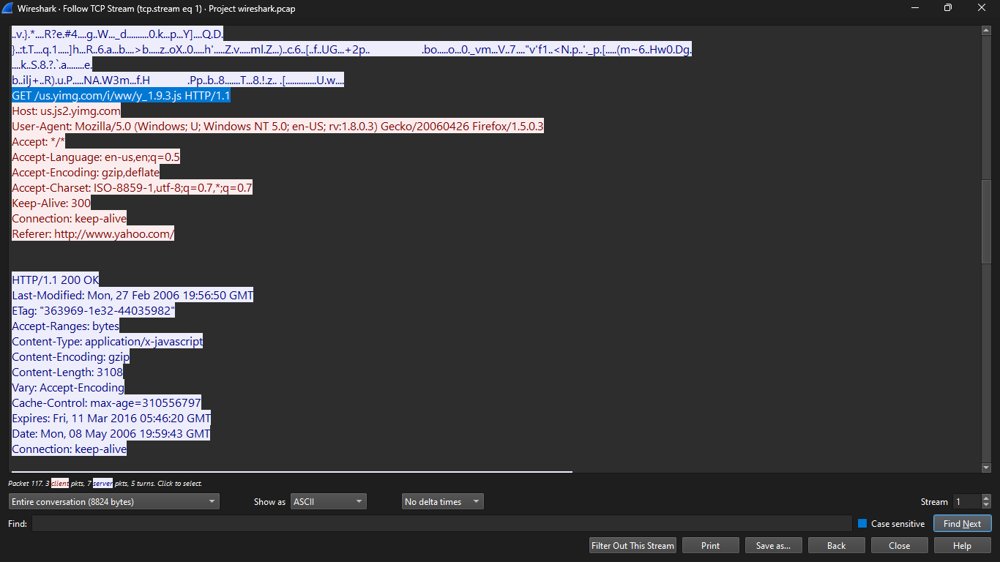 Wireshark · Follow TCP Stream (tcp.stream eq 1) · Project wireshark.pcap
..v.}.*....R?e.#4....g..W..._d..........0.k...p...Y]....Q.D.
}..:t.T....q.1.....]h...R..6.a...b....>b.....z..oX..0.....h'.....Z.v.....ml.Z...)..c.6..[..f..UG...+2p.. .bo.....o...0._vm...V..7...."v'f1..<N.p..'._p.[.....(m~6..Hw0.Dg.
....k..S.8.?.`.a........e.
b..ilj+..R).u.P.....NA.W3m...f.H .Pp..b..8.......T...8.!.z.. .[..............U.w....
GET /us.yimg.com/i/ww/y_1.9.3.js HTTP/1.1
Host: us.js2.yimg.com
User-Agent: Mozilla/5.0 (Windows; U; Windows NT 5.0; en-US; rv:1.8.0.3) Gecko/20060426 Firefox/1.5.0.3
Accept: */*
Accept-Language: en-us,en;q=0.5
Accept-Encoding: gzip,deflate
Accept-Charset: ISO-8859-1,utf-8;q=0.7,*;q=0.7
Keep-Alive: 300
Connection: keep-alive
Referer: http://www.yahoo.com/
HTTP/1.1 200 OK
Last-Modified: Mon, 27 Feb 2006 19:56:50 GMT
ETag: "363969-1e32-44035982"
Accept-Ranges: bytes
Content-Type: application/x-javascript
Content-Encoding: gzip
Content-Length: 3108
Vary: Accept-Encoding
Cache-Control: max-age=310556797
Expires: Fri, 11 Mar 2016 05:46:20 GMT
Date: Mon, 08 May 2006 19:59:43 GMT
Connection: keep-alive
Packet 117. 3 client pkts, 7 server pkts, 5 turns. Click to select.
Entire conversation (8824 bytes) Show as ASCII No delta times Stream 1
Find: Case sensitive Find Next
Filter Out This Stream Print Save as... Back Close Help